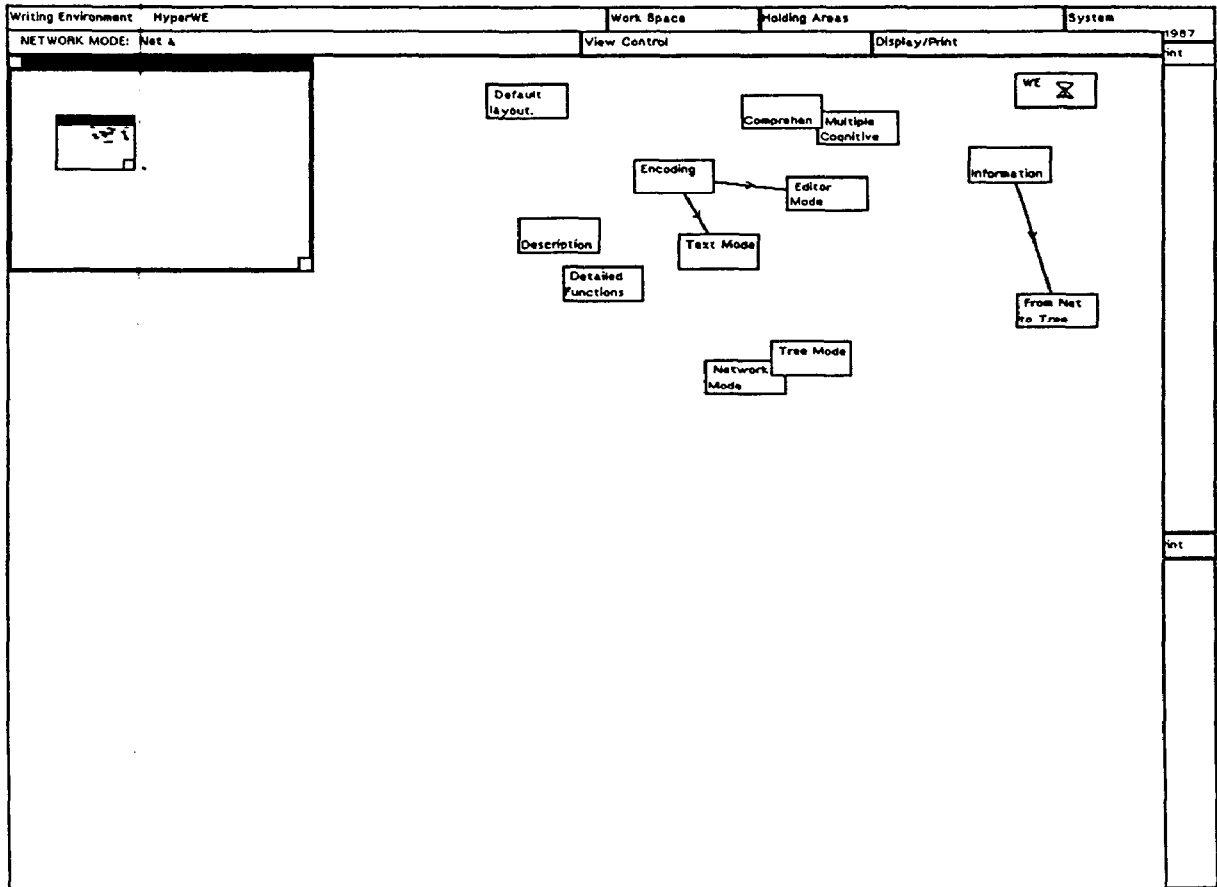 Writing Environment HyperWE Work Space Holding Areas System
1987
NETWORK MODE: Net & View Control Display/Print
int
WE
Default
layout.
Comprehen
Multiple
Cognitive
Encoding
Editor
Mode
Information
Description
Text Mode
Detailed
Functions
From Net
to Tree
Tree Mode
Network
Mode
int